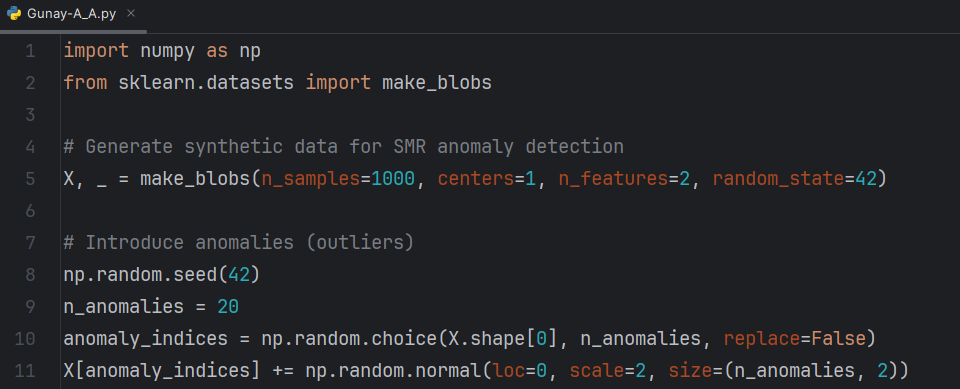 Gunay-A_A.py ×
1 import numpy as np
2 from sklearn.datasets import make_blobs
3
4 # Generate synthetic data for SMR anomaly detection
5 X, _ = make_blobs(n_samples=1000, centers=1, n_features=2, random_state=42)
6
7 # Introduce anomalies (outliers)
8 np.random.seed(42)
9 n_anomalies = 20
10 anomaly_indices = np.random.choice(X.shape[0], n_anomalies, replace=False)
11 X[anomaly_indices] += np.random.normal(loc=0, scale=2, size=(n_anomalies, 2))